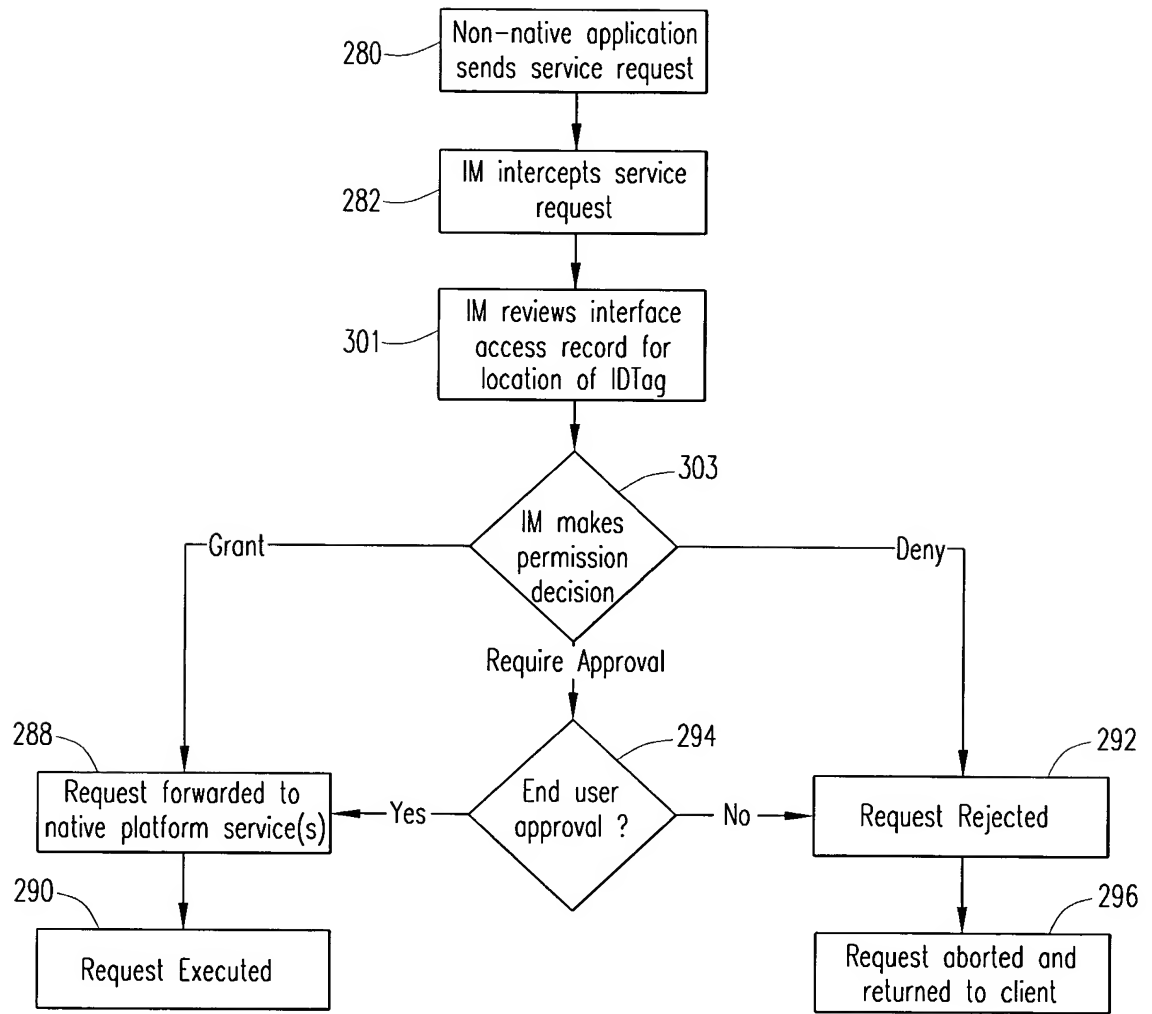 280
Non-native application
sends service request
282
IM intercepts service
request
301
IM reviews interface
access record for
location of IDTag
303
IM makes
permission
decision
Grant
Deny
Require Approval
288
Request forwarded to
native platform service(s)
Yes
294
End user
approval ?
No
292
Request Rejected
290
Request Executed
296
Request aborted and
returned to client